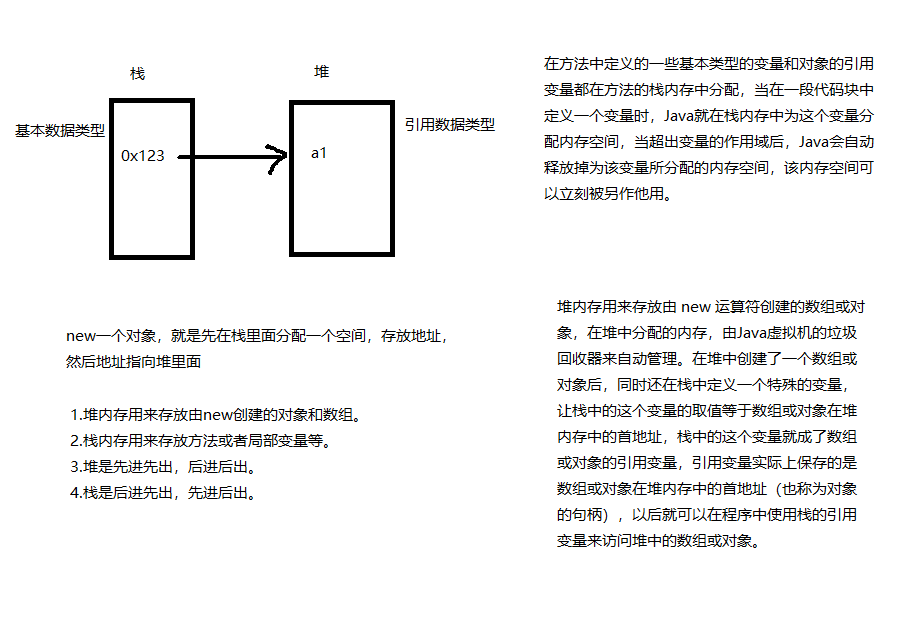 栈
堆
基本数据类型
0x123
a1
引用数据类型
在方法中定义的一些基本类型的变量和对象的引用
变量都在方法的栈内存中分配，当在一段代码块中
定义一个变量时，Java就在栈内存中为这个变量分
配内存空间，当超出变量的作用域后，Java会自动
释放掉为该变量所分配的内存空间，该内存空间可
以立刻被另作他用。
new一个对象，就是先在栈里面分配一个空间，存放地址，
然后地址指向堆里面
1.堆内存用来存放由new创建的对象和数组。
2.栈内存用来存放方法或者局部变量等。
3.堆是先进先出，后进后出。
4.栈是后进先出，先进后出。
堆内存用来存放由 new 运算符创建的数组或对
象，在堆中分配的内存，由Java虚拟机的垃圾
回收器来自动管理。在堆中创建了一个数组或
对象后，同时还在栈中定义一个特殊的变量，
让栈中的这个变量的取值等于数组或对象在堆
内存中的首地址，栈中的这个变量就成了数组
或对象的引用变量，引用变量实际上保存的是
数组或对象在堆内存中的首地址（也称为对象
的句柄），以后就可以在程序中使用栈的引用
变量来访问堆中的数组或对象。